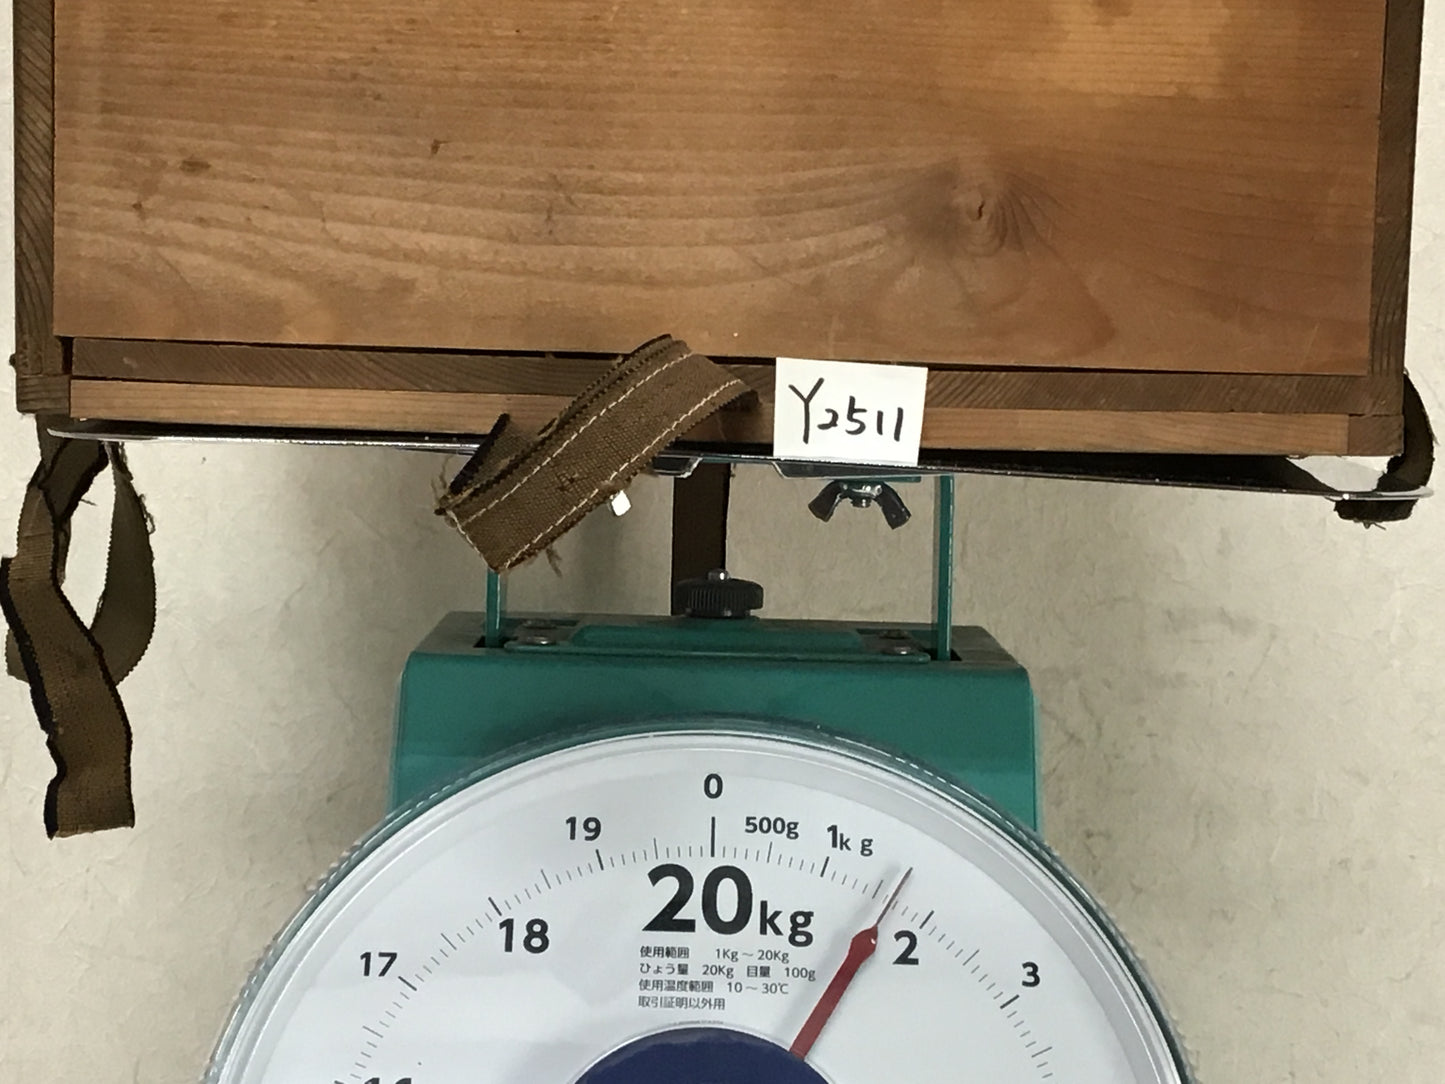 Y2511
0
19
500g
1kg
20kg
18
2
17
3
使用範囲 1Kg～20Kg
ひょう量 20Kg 目量 100g
使用温度範囲 10～30℃
取引証明以外用